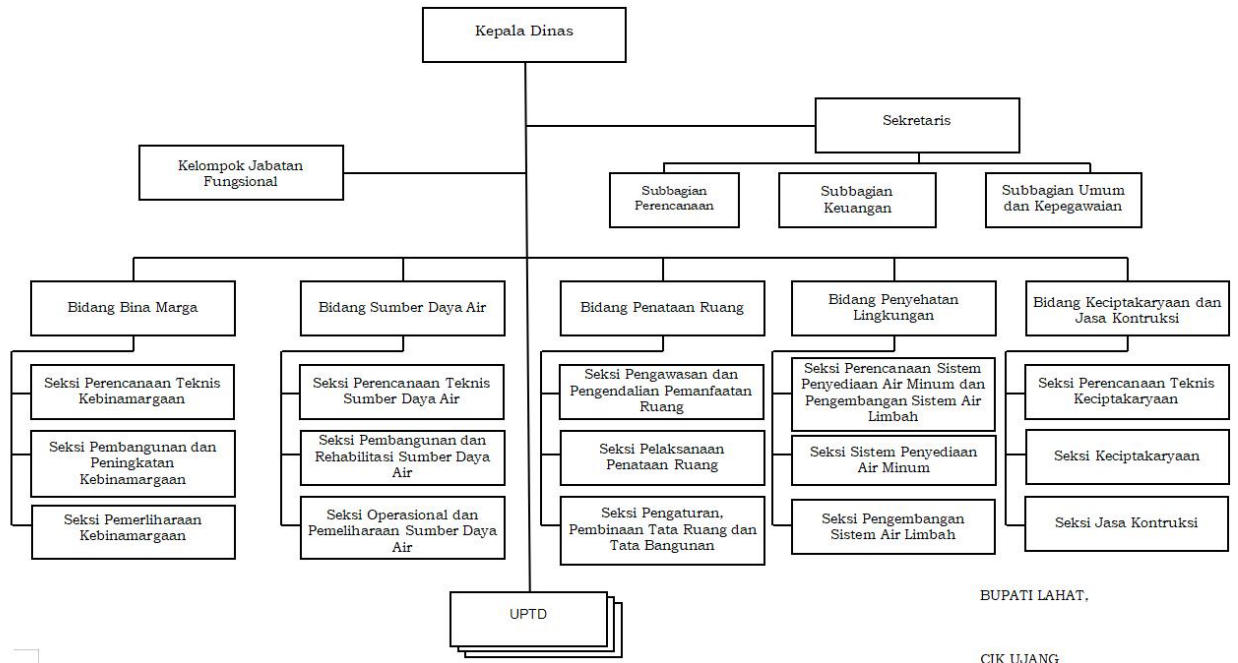 Kepala Dinas
Sekretaris
Kelompok Jabatan
Fungsional
Subbagian
Perencanaan
Subbagian
Keuangan
Subbagian Umum
dan Kepegawaian
Bidang Bina Marga
Bidang Sumber Daya Air
Bidang Penataan Ruang
Bidang Penyehatan
Lingkungan
Bidang Keciptakaryaan dan
Jasa Kontruksi
Seksi Perencanaan Teknis
Kebinamargaan
Seksi Pembangunan dan
Peningkatan
Kebinamargaan
Seksi Pemerliharaan
Kebinamargaan
Seksi Perencanaan Teknis
Sumber Daya Air
Seksi Pembangunan dan
Rehabilitasi Sumber Daya
Air
Seksi Operasional dan
Pemeliharaan Sumber Daya
Air
Seksi Pengawasan dan
Pengendalian Pemanfaatan
Ruang
Seksi Pelaksanaan
Penataan Ruang
Seksi Pengaturan,
Pembinaan Tata Ruang dan
Tata Bangunan
Seksi Perencanaan Sistem
Penyediaan Air Minum dan
Pengembangan Sistem Air
Limbah
Seksi Sistem Penyediaan
Air Minum
Seksi Pengembangan
Sistem Air Limbah
Seksi Perencanaan Teknis
Keciptakaryaan
Seksi Keciptakaryaan
Seksi Jasa Kontruksi
UPTD
BUPATI LAHAT,
CIK UJANG